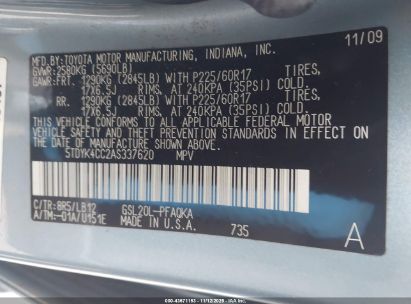 MFD.BY:TOYOTA MOTOR MANUFACTURING, INDIANA, INC. 11/09
GVWR:2580KG(5690LB)
GAWR:FRT. 1290KG (2845LB) WITH P225/60R17 TIRES,
17X6.5J RIMS, AT 240KPA (35PSI) COLD.
RR. 1290KG (2845LB) WITH P225/60R17 TIRES,
17X6.5J RIMS, AT 240KPA (35PSI) COLD.
THIS VEHICLE CONFORMS TO ALL APPLICABLE FEDERAL MOTOR
VEHICLE SAFETY STANDARDS IN EFFECT ON THE
DATE OF MANUFACTURE SHOWN ABOVE.
5TDYK4CC2AS337620 MPV
C/TR:8R5/LB12 GSL20L-PFAQKA
A/TM:-01A/U151E MADE IN U.S.A. 735 A